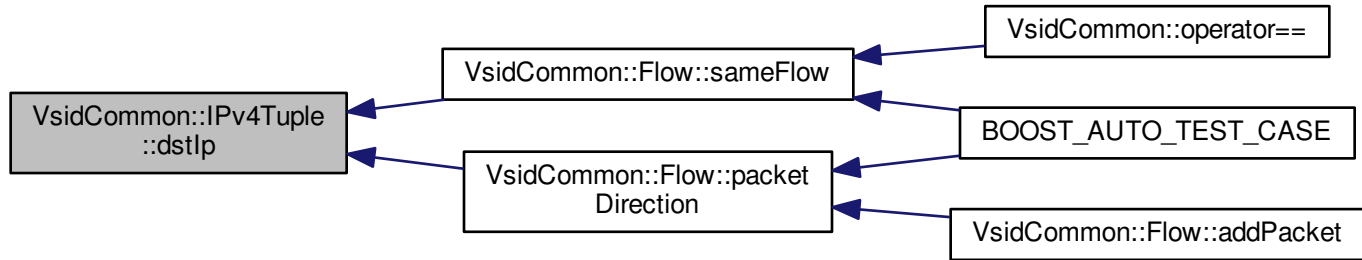 VsidCommon::IPv4Tuple
::dstIp
VsidCommon::Flow::sameFlow
VsidCommon::Flow::packet
Direction
VsidCommon::operator==
BOOST_AUTO_TEST_CASE
VsidCommon::Flow::addPacket